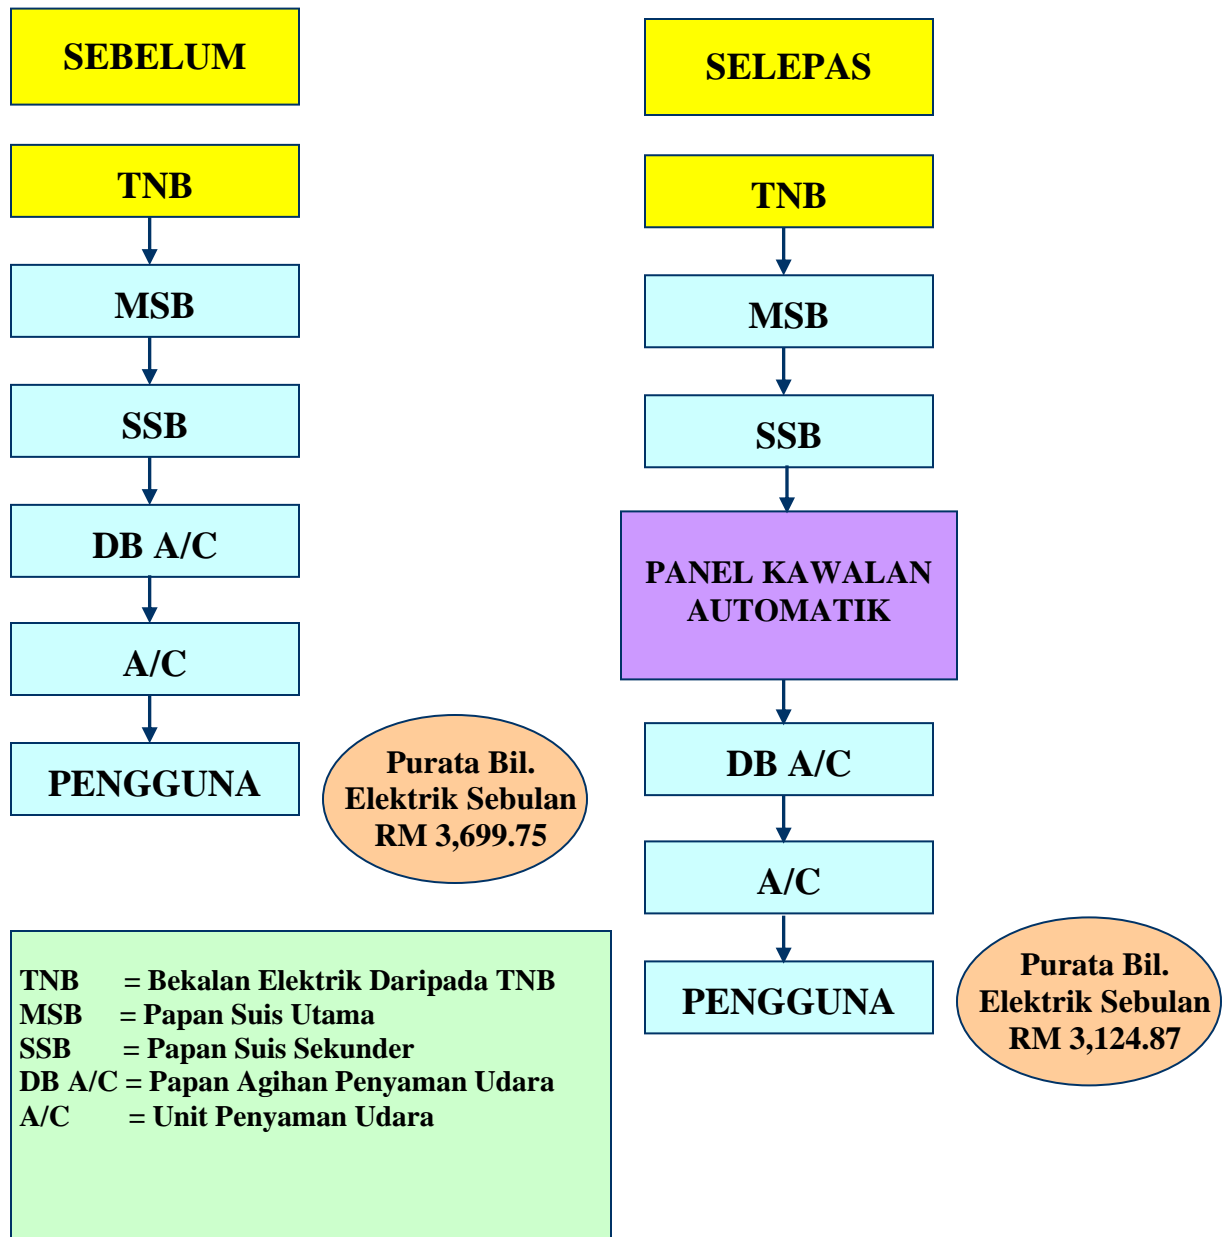 SEBELUM
TNB
MSB
SSB
DB A/C
A/C
PENGGUNA
Purata Bil.
Elektrik Sebulan
RM 3,699.75
TNB = Bekalan Elektrik Daripada TNB
MSB = Papan Suis Utama
SSB = Papan Suis Sekunder
DB A/C = Papan Agihan Penyaman Udara
A/C = Unit Penyaman Udara
SELEPAS
TNB
MSB
SSB
PANEL KAWALAN
AUTOMATIK
DB A/C
A/C
PENGGUNA
Purata Bil.
Elektrik Sebulan
RM 3,124.87